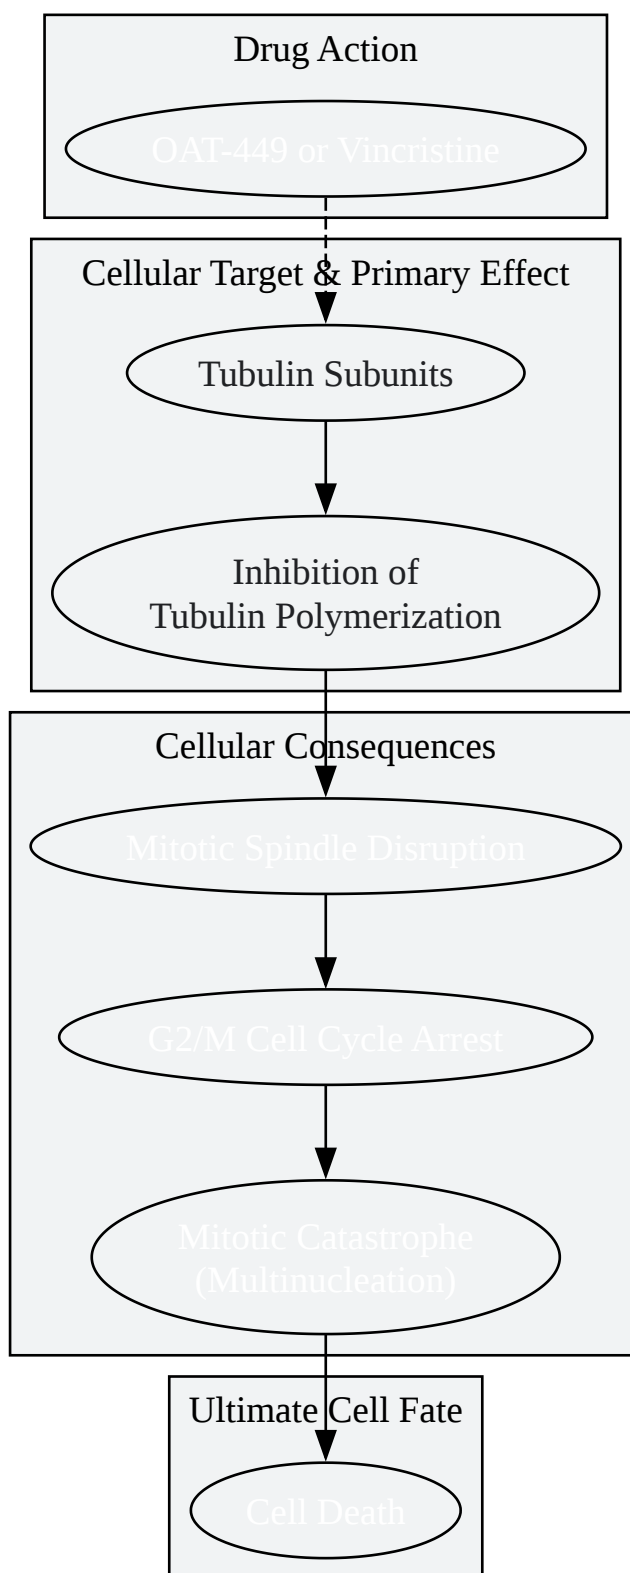 Drug Action
OAT-449 or Vincristine
Cellular Target & Primary Effect
Tubulin Subunits
Inhibition of
Tubulin Polymerization
Cellular Consequences
Mitotic Spindle Disruption
G2/M Cell Cycle Arrest
Mitotic Catastrophe
(Multinucleation)
Ultimate Cell Fate
Cell Death